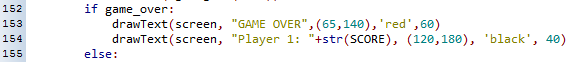 152 if game_over:
153 drawText(screen, "GAME OVER",(65,140),'red',60)
154 drawText(screen, "Player 1: "+str(SCORE), (120,180), 'black', 40)
155 else: